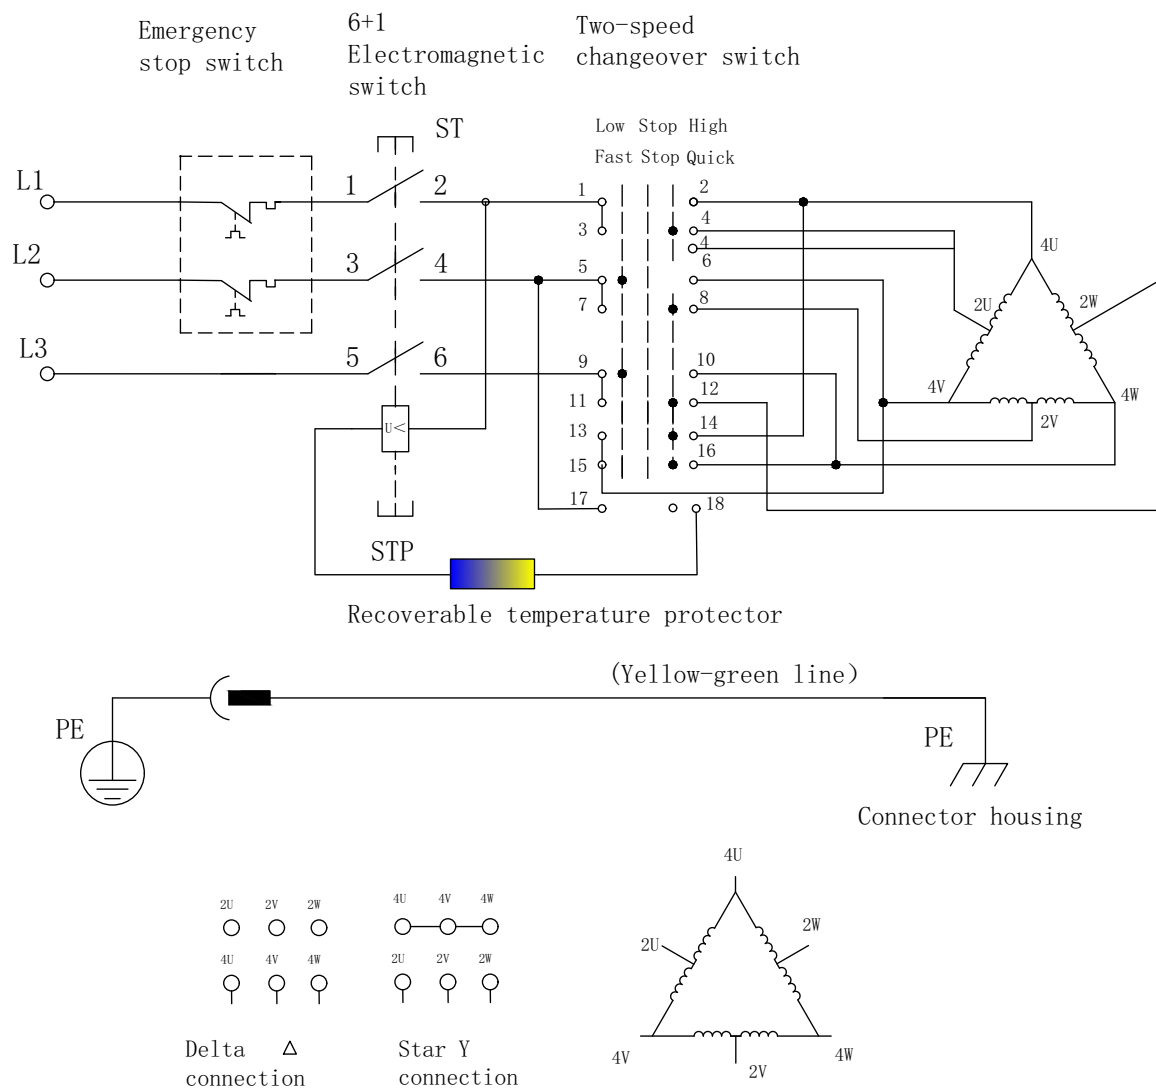 Emergency
stop switch
6+1
Electromagnetic
switch
Two-speed
changeover switch
ST
Low Stop High
Fast Stop Quick
L1
1
2
1
2
3
4
4
4U
L2
3
4
5
6
7
8
2U
2W
L3
5
6
9
10
11
12
4V
4W
2V
U<
13
14
15
16
17
18
STP
Recoverable temperature protector
(Yellow-green line)
PE
PE
Connector housing
4U
2U 2V 2W
4U 4V 4W
2W
2U
4U 4V 4W
2U 2V 2W
Delta Δ
connection
Star Y
connection
4V
2V
4W